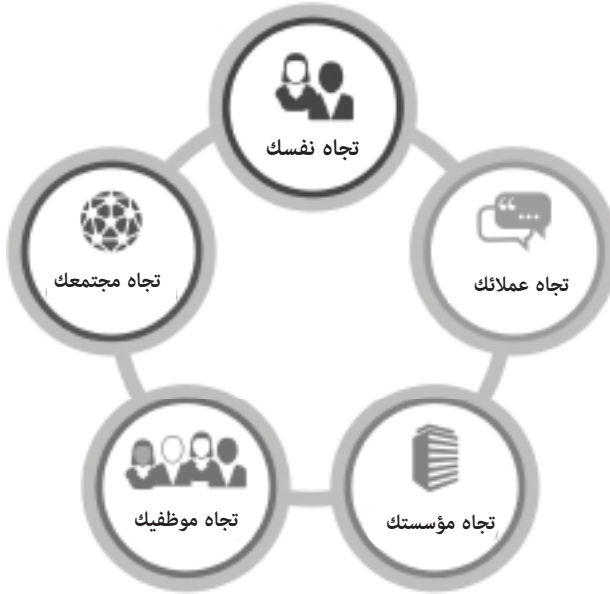 تجاه نفسك
تجاه عملائك
تجاه مؤسستك
تجاه موظفيك
تجاه مجتمعك